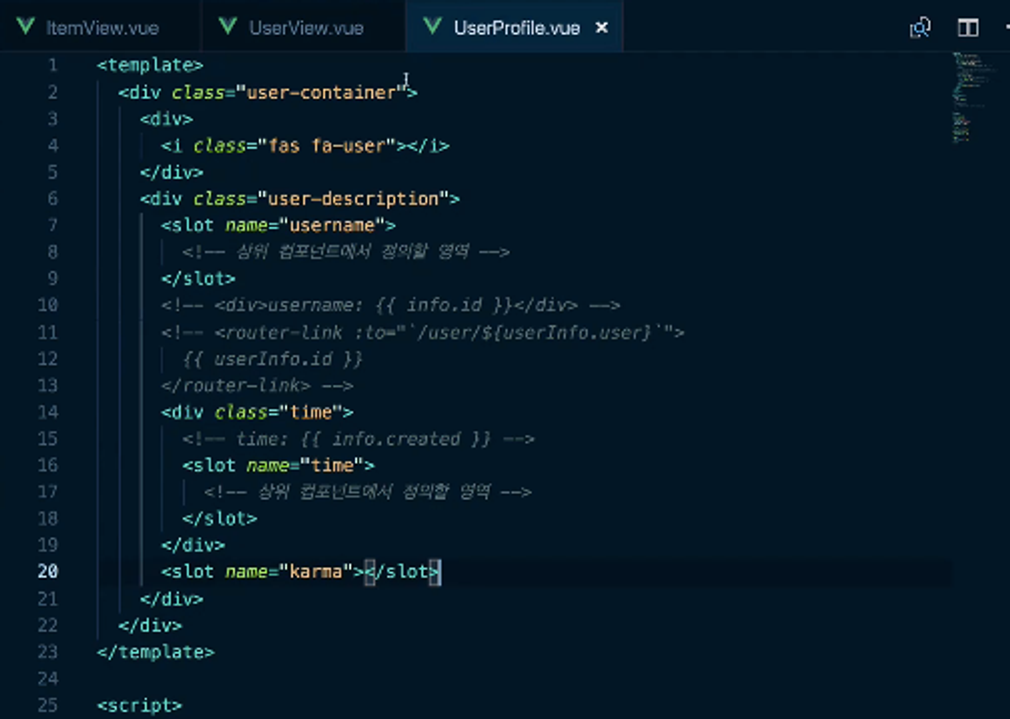 ItemView.vue UserView.vue UserProfile.vue ×
1 <template>
2 <div class="user-container">
3 <div>
4 <i class="fas fa-user"></i>
5 </div>
6 <div class="user-description">
7 <slot name="username">
8 <!-- 상위 컴포넌트에서 정의할 영역 -->
9 </slot>
10 <!-- <div>username: {{ info.id }}</div> -->
11 <!-- <router-link :to="`/user/${userInfo.user}`">
12 {{ userInfo.id }}
13 </router-link> -->
14 <div class="time">
15 <!-- time: {{ info.created }} -->
16 <slot name="time">
17 <!-- 상위 컴포넌트에서 정의할 영역 -->
18 </slot>
19 </div>
20 <slot name="karma"></slot>
21 </div>
22 </div>
23 </template>
24
25 <script>